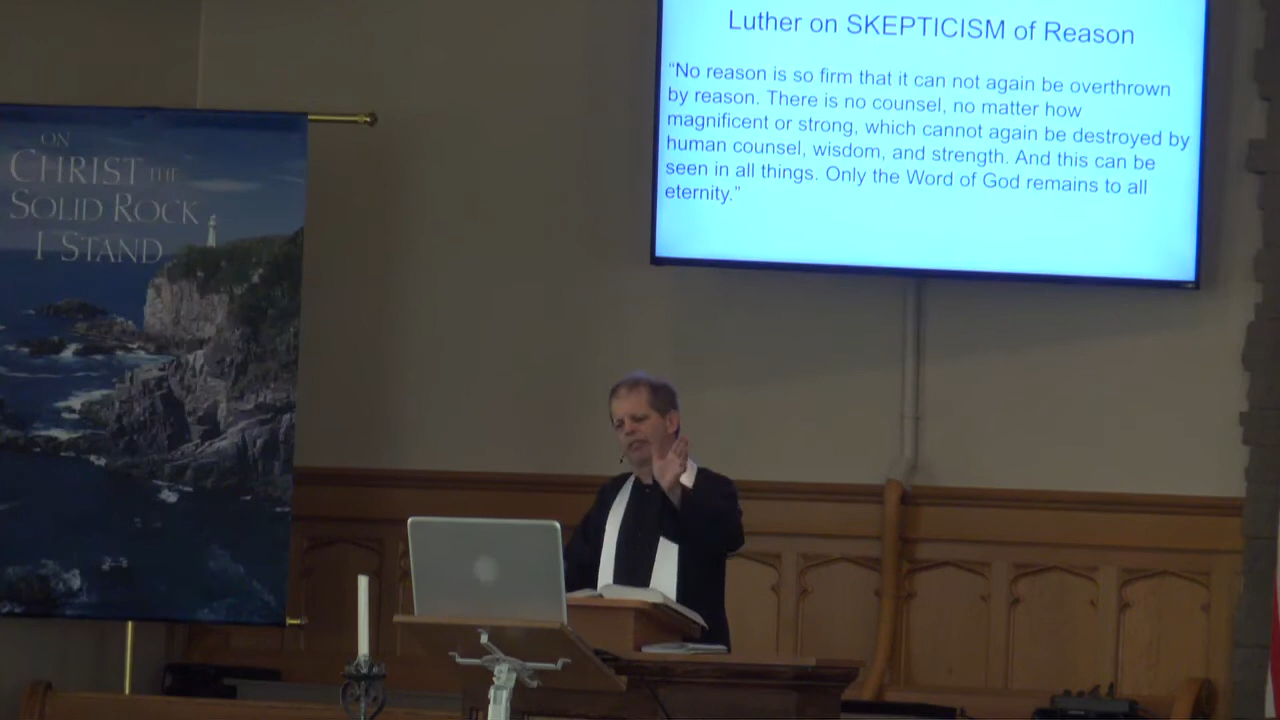 Luther on SKEPTICISM of Reason
“No reason is so firm that it can not again be overthrown
by reason. There is no counsel, no matter how
magnificent or strong, which cannot again be destroyed by
human counsel, wisdom, and strength. And this can be
seen in all things. Only the Word of God remains to all
eternity.”
ON
CHRIST THE
SOLID ROCK
I STAND